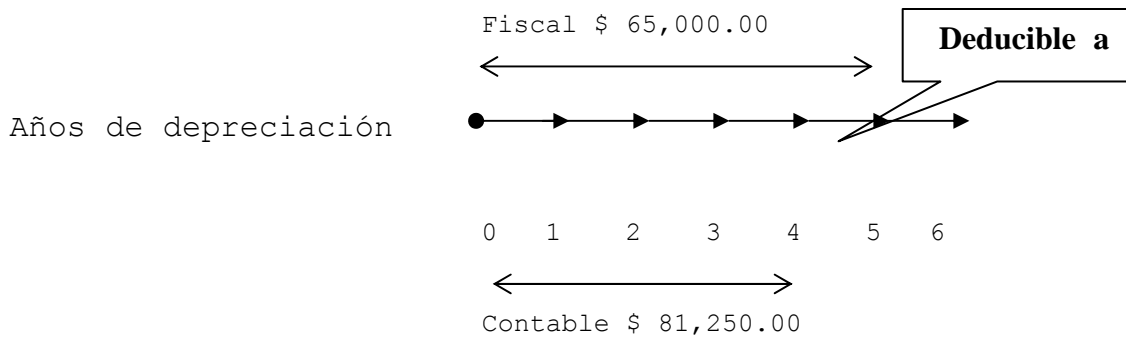 Fiscal $ 65,000.00
Deducible a
Años de depreciación
0 1 2 3 4 5 6
Contable $ 81,250.00